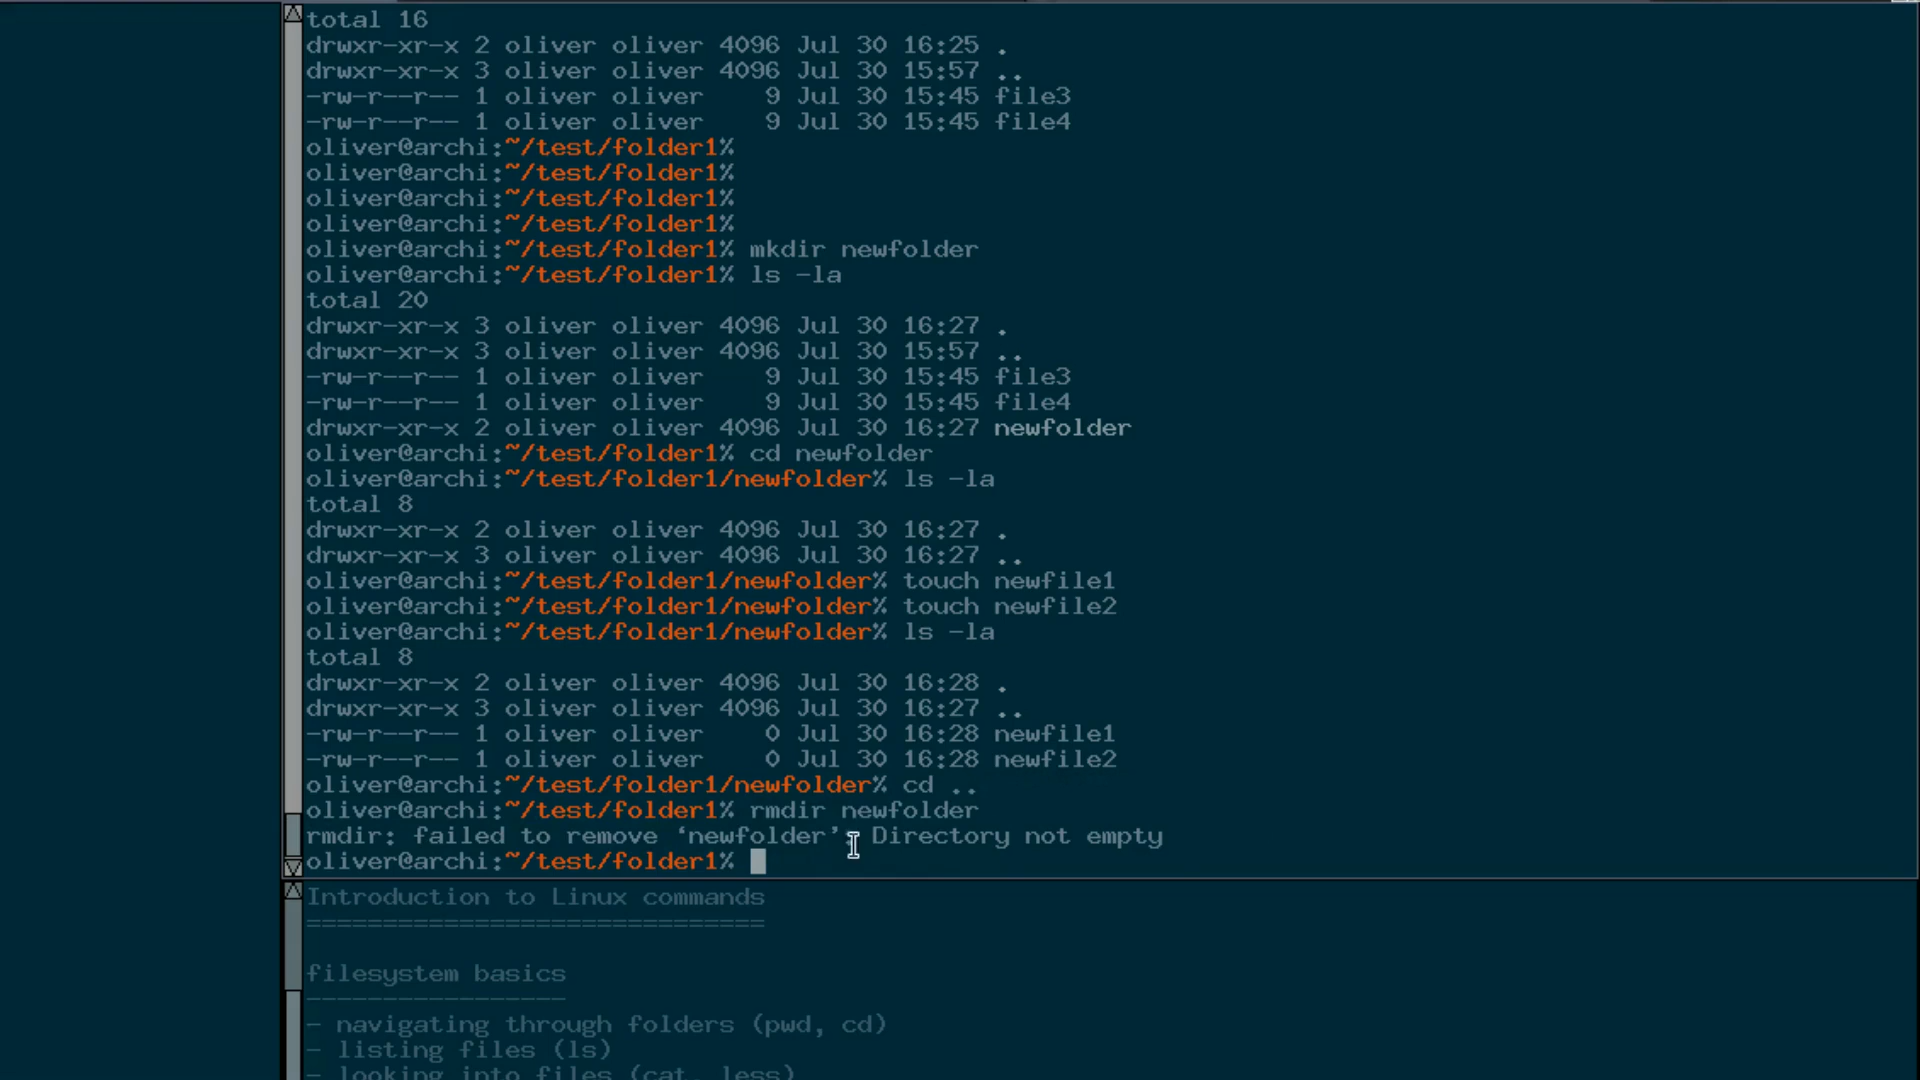 total 16
drwxr-xr-x 2 oliver oliver 4096 Jul 30 16:25 .
drwxr-xr-x 3 oliver oliver 4096 Jul 30 15:57 ..
-rw-r--r-- 1 oliver oliver    9 Jul 30 15:45 file3
-rw-r--r-- 1 oliver oliver    9 Jul 30 15:45 file4
oliver@archi:~/test/folder1%
oliver@archi:~/test/folder1%
oliver@archi:~/test/folder1%
oliver@archi:~/test/folder1%
oliver@archi:~/test/folder1% mkdir newfolder
oliver@archi:~/test/folder1% ls -la
total 20
drwxr-xr-x 3 oliver oliver 4096 Jul 30 16:27 .
drwxr-xr-x 3 oliver oliver 4096 Jul 30 15:57 ..
-rw-r--r-- 1 oliver oliver    9 Jul 30 15:45 file3
-rw-r--r-- 1 oliver oliver    9 Jul 30 15:45 file4
drwxr-xr-x 2 oliver oliver 4096 Jul 30 16:27 newfolder
oliver@archi:~/test/folder1% cd newfolder
oliver@archi:~/test/folder1/newfolder% ls -la
total 8
drwxr-xr-x 2 oliver oliver 4096 Jul 30 16:27 .
drwxr-xr-x 3 oliver oliver 4096 Jul 30 16:27 ..
oliver@archi:~/test/folder1/newfolder% touch newfile1
oliver@archi:~/test/folder1/newfolder% touch newfile2
oliver@archi:~/test/folder1/newfolder% ls -la
total 8
drwxr-xr-x 2 oliver oliver 4096 Jul 30 16:28 .
drwxr-xr-x 3 oliver oliver 4096 Jul 30 16:27 ..
-rw-r--r-- 1 oliver oliver    0 Jul 30 16:28 newfile1
-rw-r--r-- 1 oliver oliver    0 Jul 30 16:28 newfile2
oliver@archi:~/test/folder1/newfolder% cd ..
oliver@archi:~/test/folder1% rmdir newfolder
rmdir: failed to remove ‘newfolder’: Directory not empty
oliver@archi:~/test/folder1%
Introduction to Linux commands
==============================
filesystem basics
-----------------
- navigating through folders (pwd, cd)
- listing files (ls)
- looking into files (cat, less)